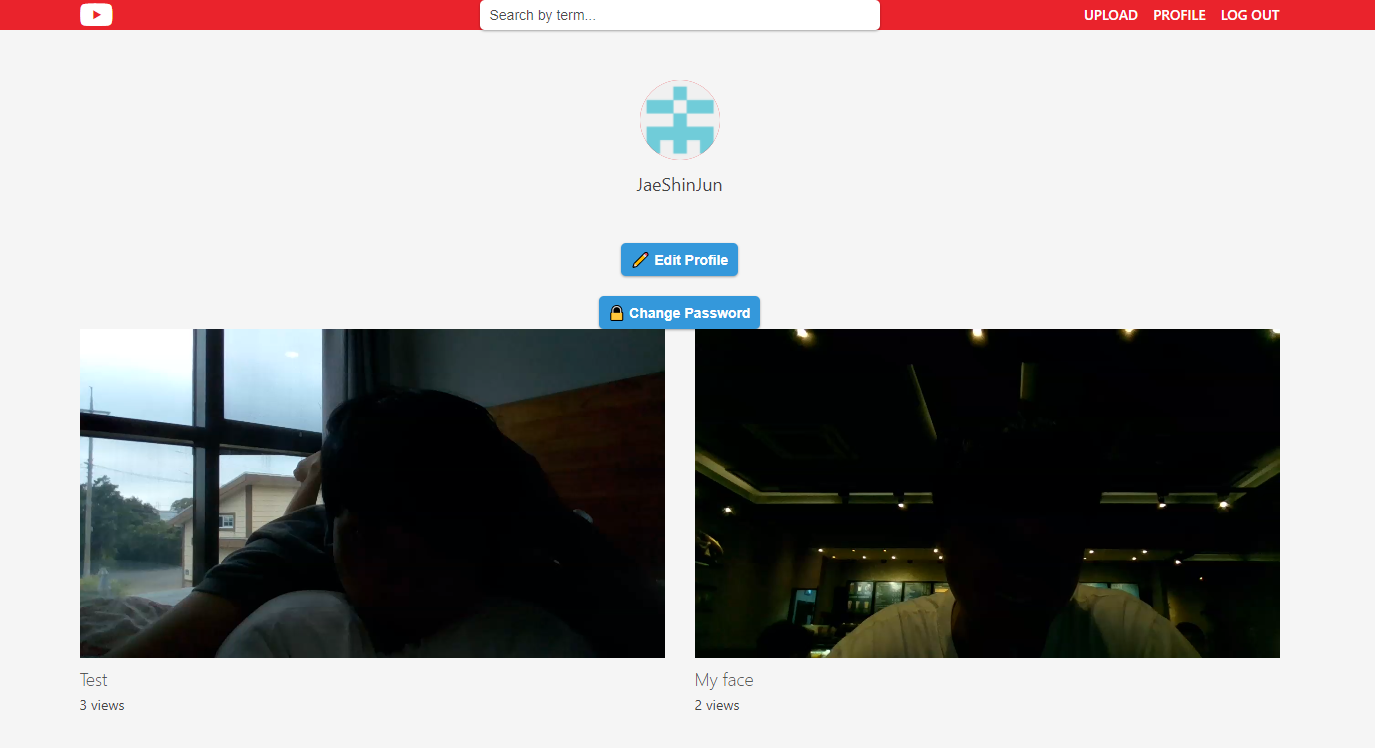 Search by term...
UPLOAD PROFILE LOG OUT
JaeShinJun
Edit Profile
Change Password
Test
3 views
My face
2 views